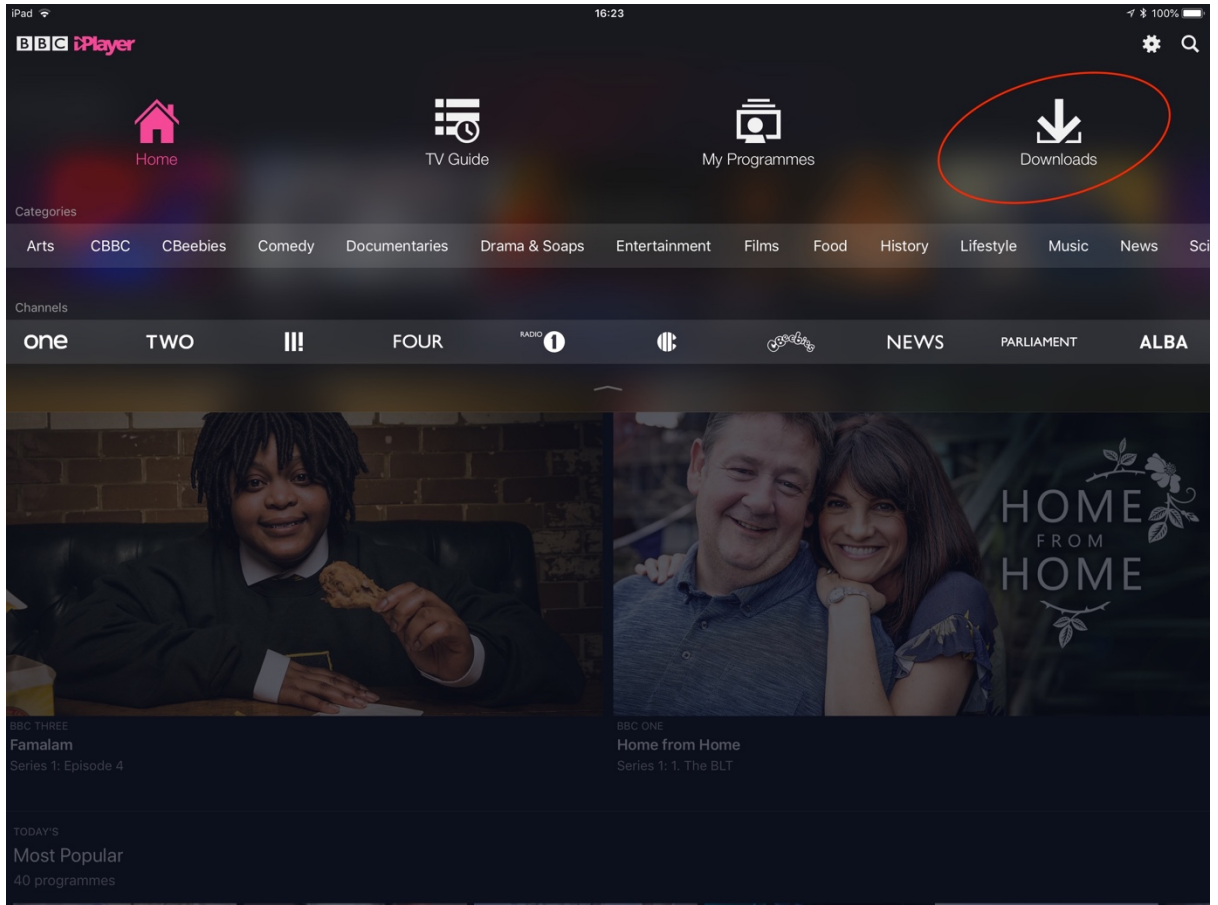 iPad 16:23 100%
BBC iPlayer
Home TV Guide My Programmes Downloads
Categories
Arts CBBC CBeebies Comedy Documentaries Drama & Soaps Entertainment Films Food History Lifestyle Music News Sci
Channels
one TWO III! FOUR RADIO 1 CBeebies NEWS PARLIAMENT ALBA
HOME
FROM
HOME
BBC THREE
Famalam
Series 1: Episode 4
BBC ONE
Home from Home
Series 1: 1. The BLT
TODAY'S
Most Popular
40 programmes